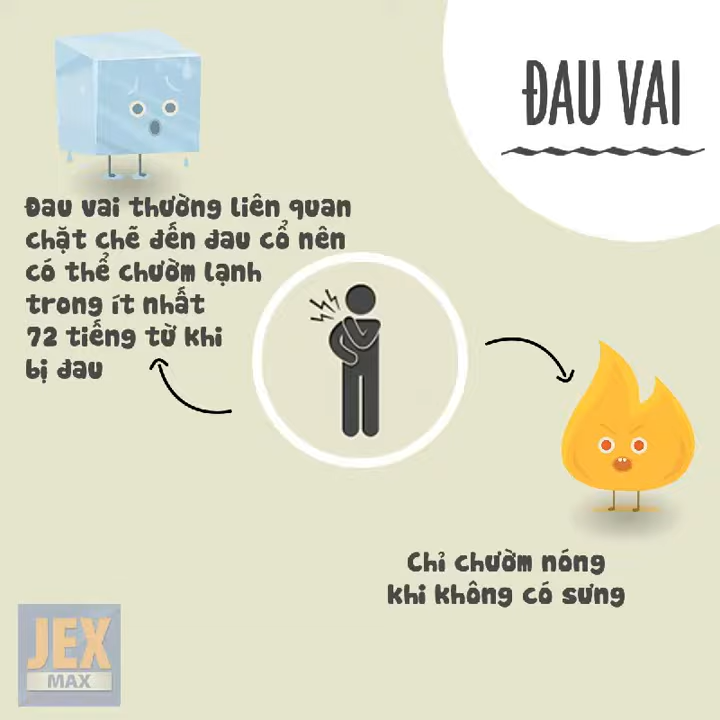 ĐAU VAI
Đau vai thường liên quan
chặt chẽ đến đau cổ nên
có thể chườm lạnh
trong ít nhất
72 tiếng từ khi
bị đau
Chỉ chườm nóng
khi không có sưng
JEX
MAX